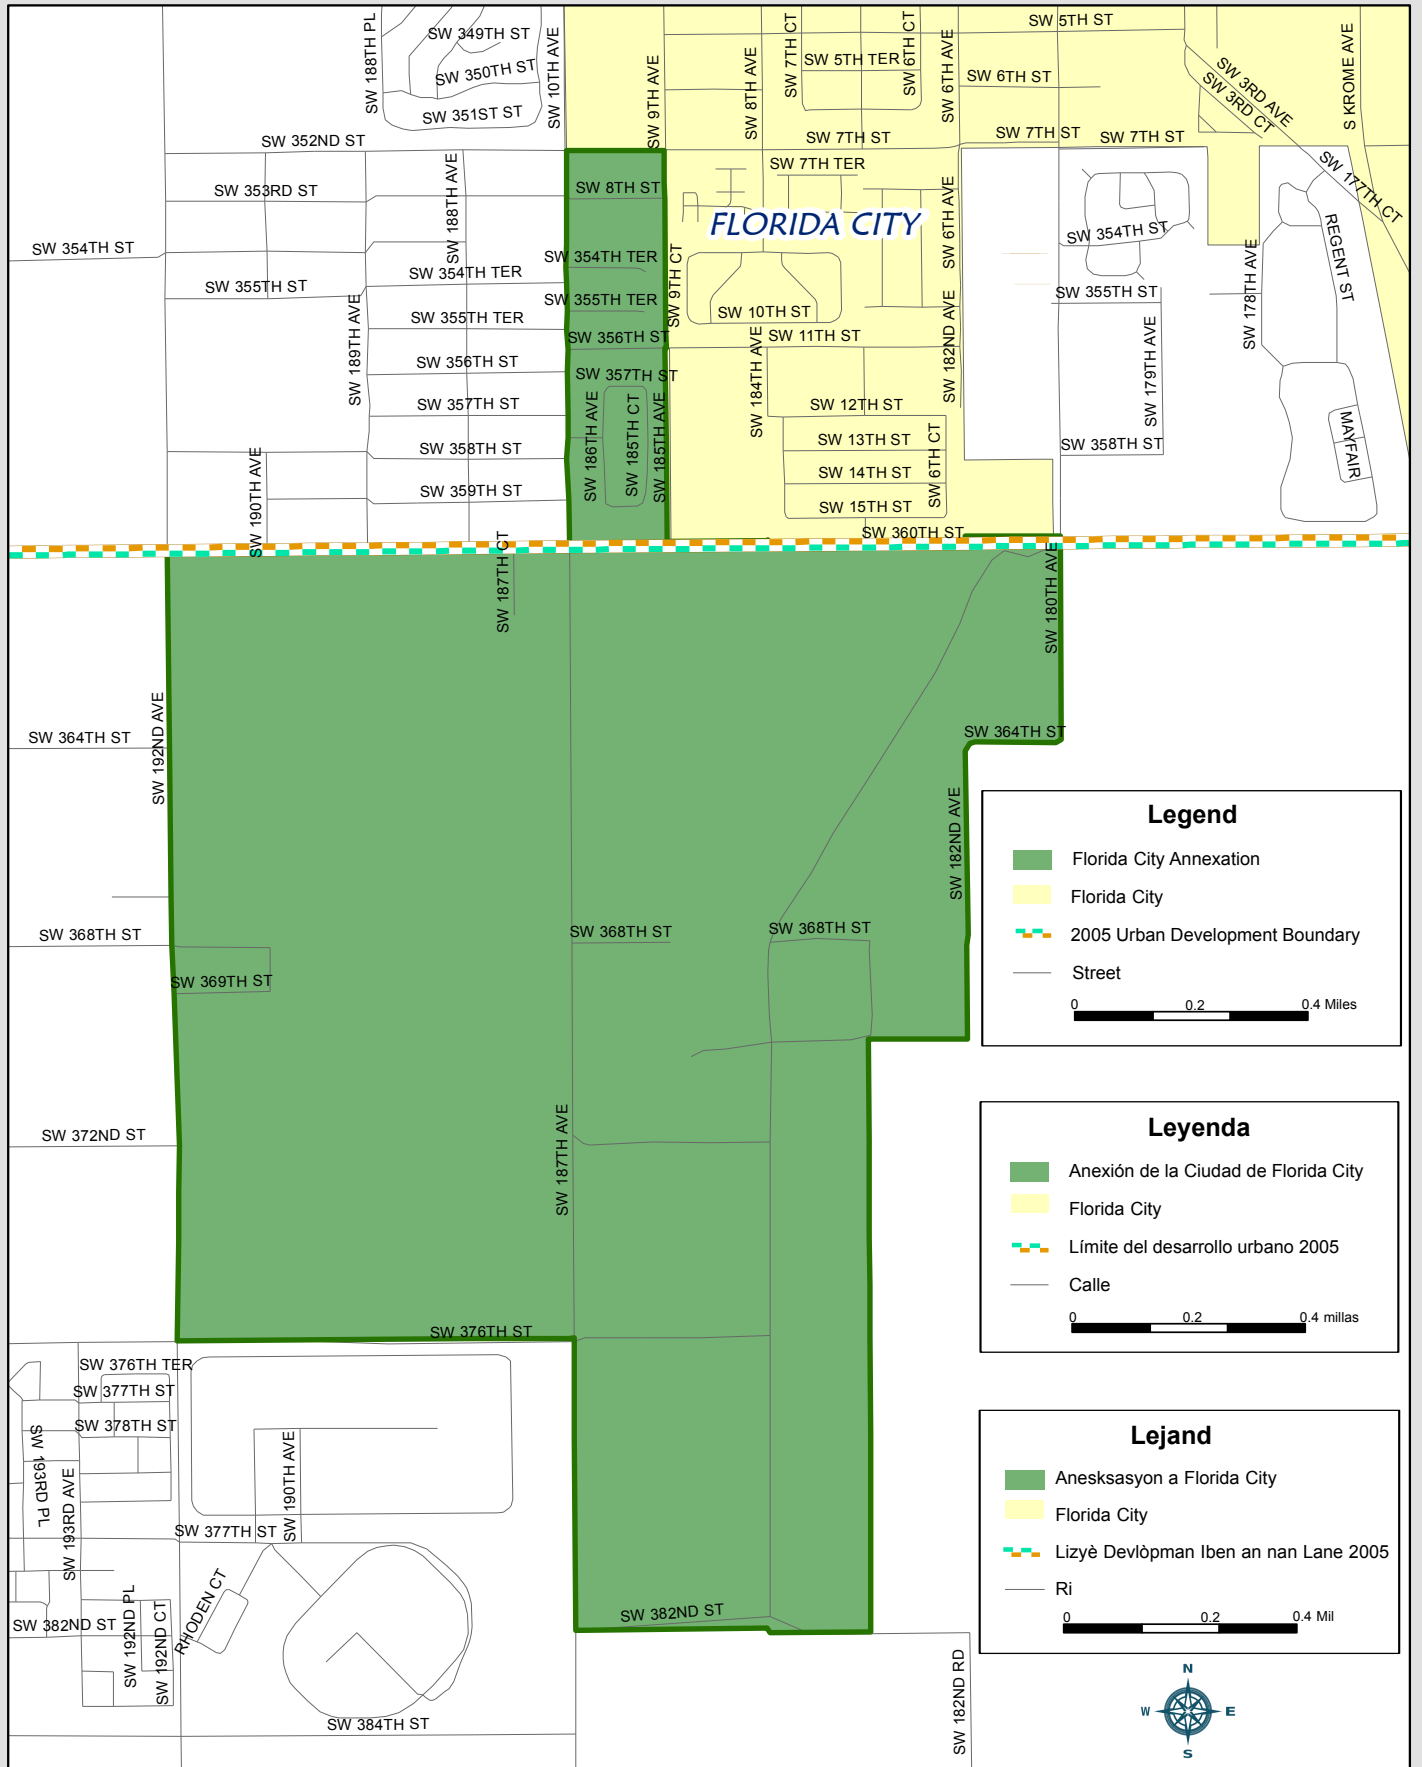 SW 188TH PL
SW 349TH ST
SW 350TH ST
SW 351ST ST
SW 10TH AVE
SW 9TH AVE
SW 8TH AVE
SW 7TH CT
SW 5TH TER
SW 6TH CT
SW 6TH AVE
SW 5TH ST
SW 6TH ST
SW 3RD AVE
SW 3RD CT
S KROME AVE
SW 352ND ST
SW 7TH ST
SW 7TH ST
SW 7TH ST
SW 177TH CT
SW 353RD ST
SW 188TH AVE
SW 8TH ST
SW 7TH TER
FLORIDA CITY
SW 6TH AVE
SW 354TH ST
REGENT ST
SW 354TH ST
SW 354TH TER
SW 354TH TER
SW 9TH CT
SW 178TH AVE
SW 355TH ST
SW 355TH TER
SW 355TH ST
SW 189TH AVE
SW 355TH TER
SW 10TH ST
SW 182ND AVE
SW 179TH AVE
SW 356TH ST
SW 11TH ST
SW 356TH ST
SW 357TH ST
SW 184TH AVE
SW 357TH ST
SW 186TH AVE
SW 185TH CT
SW 185TH AVE
SW 12TH ST
SW 13TH ST
SW 6TH CT
SW 358TH ST
SW 358TH ST
MAYFAIR
SW 14TH ST
SW 190TH AVE
SW 359TH ST
SW 15TH ST
SW 360TH ST
SW 187TH CT
SW 180TH AVE
SW 192ND AVE
SW 364TH ST
SW 364TH ST
SW 182ND AVE
Legend
Florida City Annexation
Florida City
2005 Urban Development Boundary
Street
0 0.2 0.4 Miles
SW 368TH ST
SW 368TH ST
SW 368TH ST
SW 369TH ST
SW 372ND ST
SW 187TH AVE
Leyenda
Anexión de la Ciudad de Florida City
Florida City
Límite del desarrollo urbano 2005
Calle
0 0.2 0.4 millas
SW 376TH ST
SW 376TH TER
SW 377TH ST
SW 378TH ST
SW 193RD PL
SW 193RD AVE
SW 190TH AVE
SW 377TH ST
Lejand
Anesksasyon a Florida City
Florida City
Lizyè Devlòpman Iben an nan Lane 2005
Ri
0 0.2 0.4 Mil
RHODEN CT
SW 382ND ST
SW 192ND PL
SW 192ND CT
SW 382ND ST
SW 182ND RD
SW 384TH ST
N
W E
S